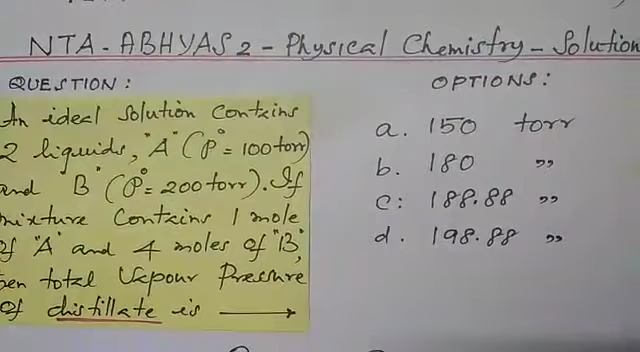 NTA - ABHYAS 2 - Physical Chemistry - Solution
QUESTION :
An ideal solution contains
2 liquids, "A" (P° = 100 torr)
and "B" (P° = 200 torr). If
mixture contains 1 mole
of "A" and 4 moles of "B",
total Vapour Pressure
of distillate is →
OPTIONS :
a. 150 torr
b. 180 ,,
c: 188.88 ,,
d. 198.88 ,,